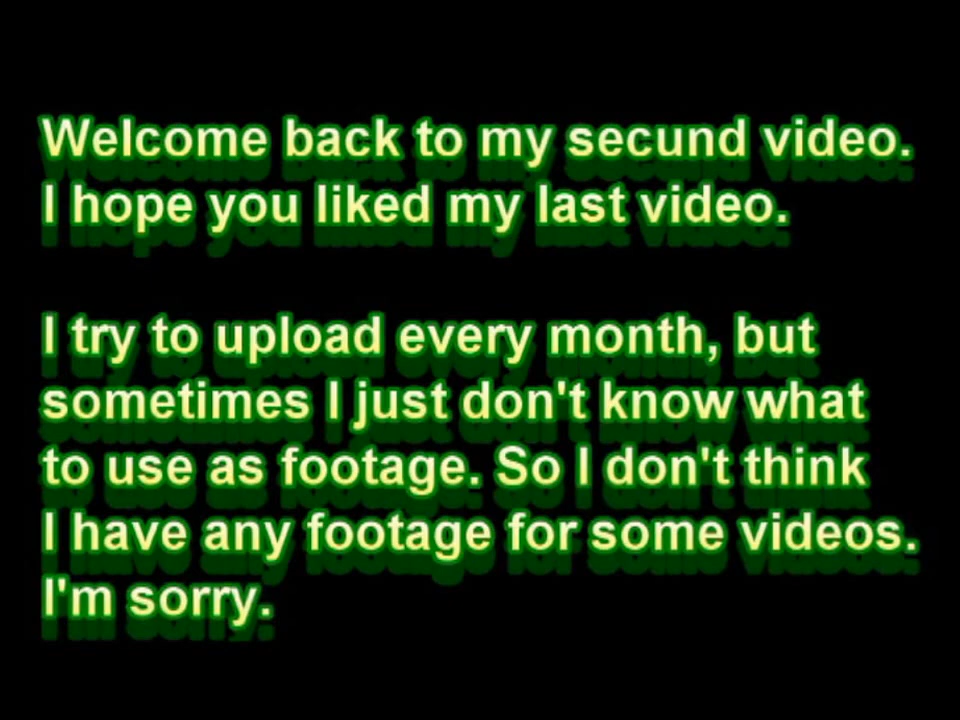 Welcome back to my secund video.
I hope you liked my last video.
I try to upload every month, but
sometimes I just don't know what
to use as footage. So I don't think
I have any footage for some videos.
I'm sorry.